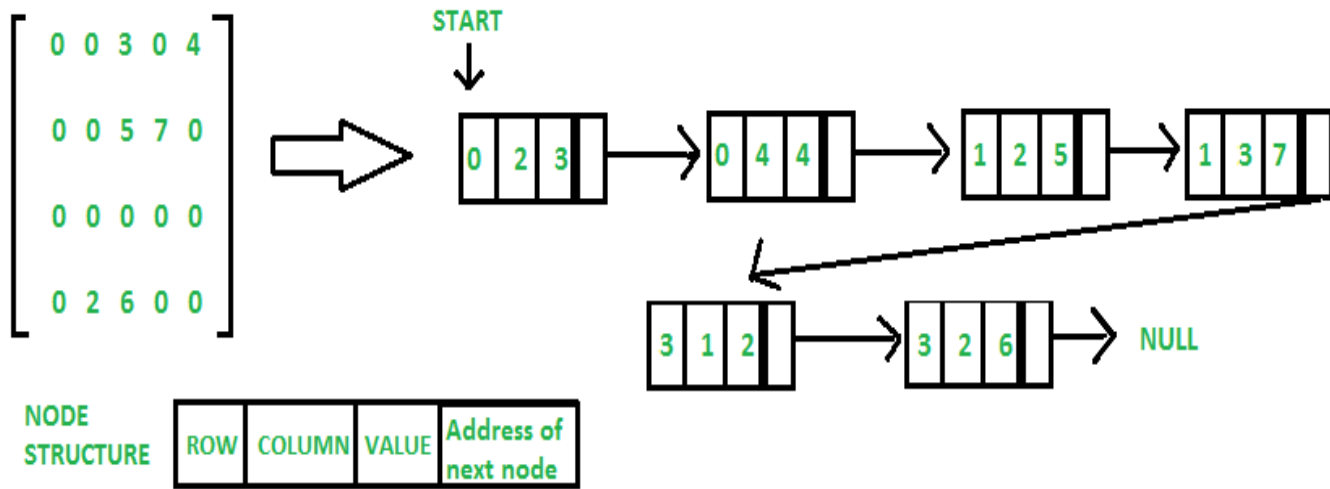 START
0 0 3 0 4
0 0 5 7 0
0 0 0 0 0
0 2 6 0 0
0 2 3
0 4 4
1 2 5
1 3 7
3 1 2
3 2 6
NULL
NODE
STRUCTURE
ROW
COLUMN
VALUE
Address of
next node